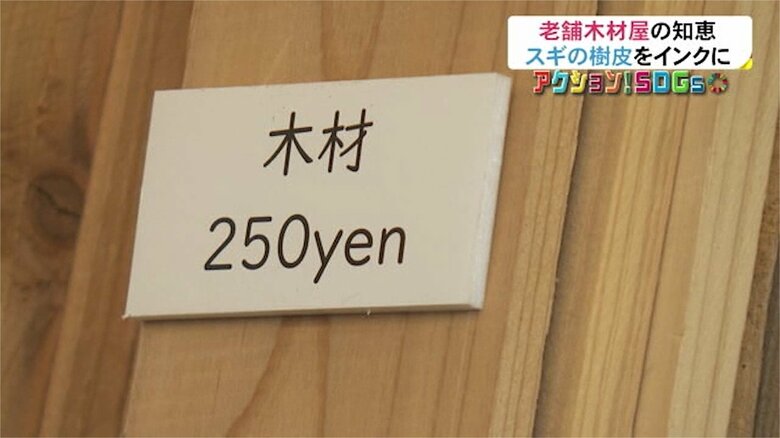 老舗木材屋の知恵
スギの樹皮をインクに
アクション!SDGs
木材
250yen